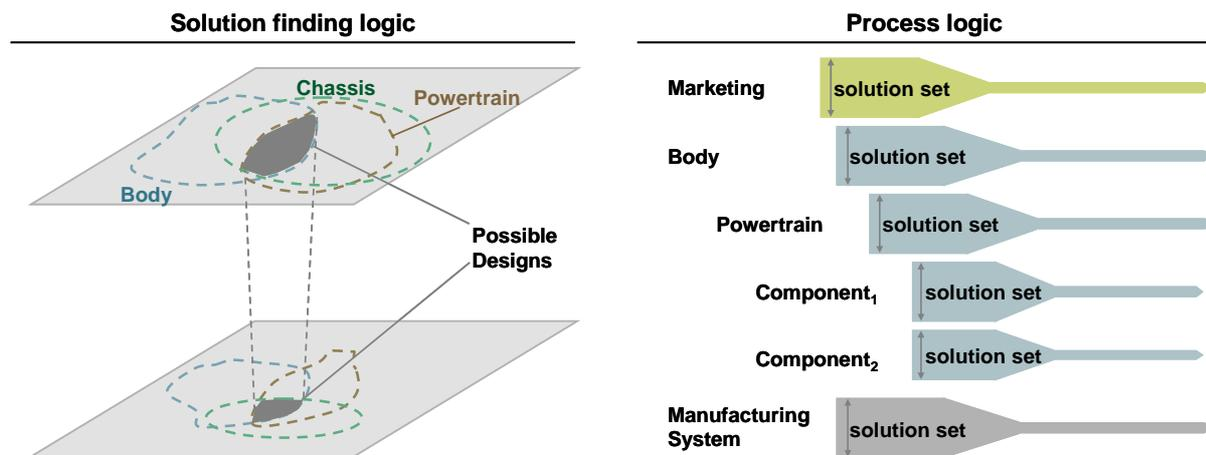 Solution finding logic
Chassis
Powertrain
Body
Possible
Designs
Process logic
Marketing
solution set
Body
solution set
Powertrain
solution set
Component₁
solution set
Component₂
solution set
Manufacturing
System
solution set